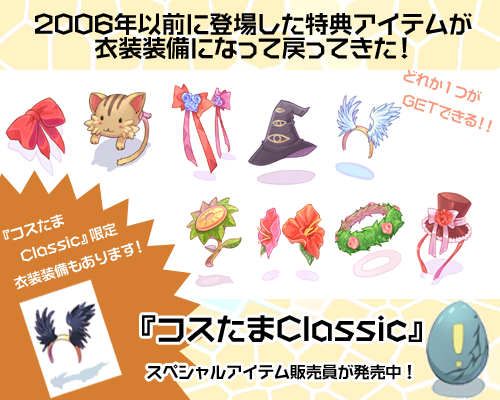 2006年以前に登場した特典アイテムが
衣装装備になって戻ってきた！
どれか1つが
GETできる！！
『コスたま
Classic』限定
衣装装備もあります！
『コスたまClassic』
スペシャルアイテム販売員が発売中！